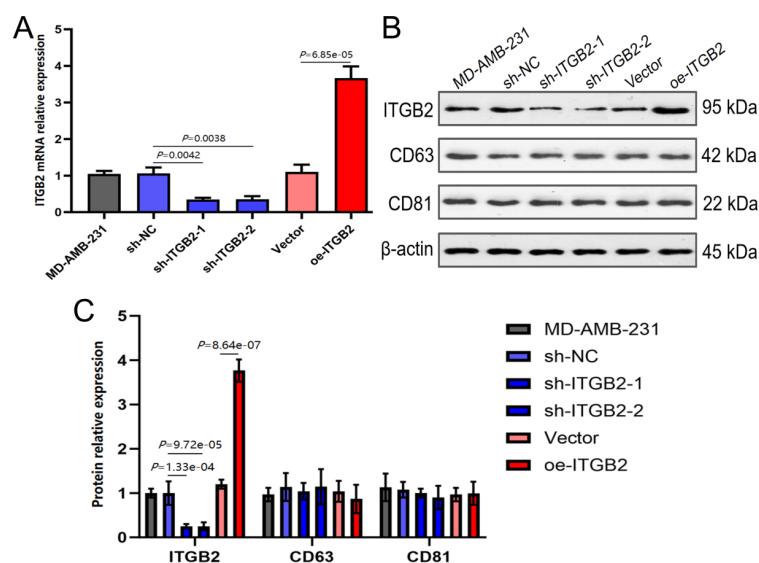 A
ITGB2 mRNA relative expression
5
4
3
2
1
0
P=0.0042
P=0.0038
P=6.85e-05
MD-AMB-231
sh-NC
sh-ITGB2-1
sh-ITGB2-2
Vector
oe-ITGB2
B
MD-AMB-231
sh-NC
sh-ITGB2-1
sh-ITGB2-2
Vector
oe-ITGB2
ITGB2 95 kDa
CD63 42 kDa
CD81 22 kDa
β-actin 45 kDa
C
Protein relative expression
5
4
3
2
1
0
P=8.64e-07
P=9.72e-05
P=1.33e-04
ITGB2
CD63
CD81
MD-AMB-231
sh-NC
sh-ITGB2-1
sh-ITGB2-2
Vector
oe-ITGB2